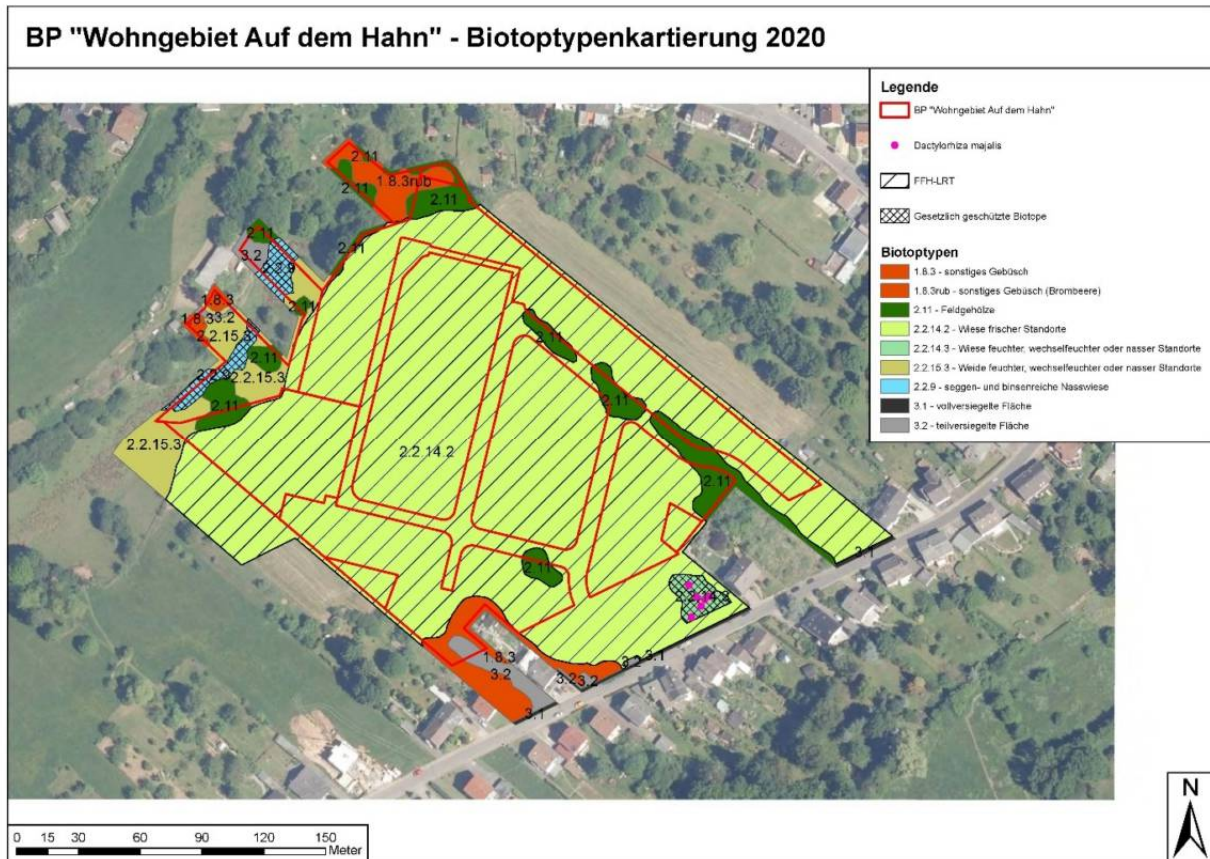 BP "Wohngebiet Auf dem Hahn" - Biotoptypenkartierung 2020
Legende
BP "Wohngebiet Auf dem Hahn"
Dactylorhiza majalis
FFH-LRT
Gesetzlich geschützte Biotope
Biotoptypen
1.8.3 - sonstiges Gebüsch
1.8.3rub - sonstiges Gebüsch (Brombeere)
2.11 - Feldgehölze
2.2.14.2 - Wiese frischer Standorte
2.2.14.3 - Wiese feuchter, wechselfeuchter oder nasser Standorte
2.2.15.3 - Weide feuchter, wechselfeuchter oder nasser Standorte
2.2.9 - seggen- und binsenreiche Nasswiese
3.1 - vollversiegelte Fläche
3.2 - teilversiegelte Fläche
2.11
1.8.3rub
2.11
2.11
2.11
2.11
3.2
2.2.9
2.11
1.8.3
1.8.3
3.2
2.2.15.3
2.11
2.2.9
2.2.15.3
2.11
2.2.15.3
2.11
2.11
2.2.14.2
2.11
2.11
3.1
1.8.3
3.2
3.2
3.2
3.2
3.1
3.1
N
0 15 30 60 90 120 150
Meter